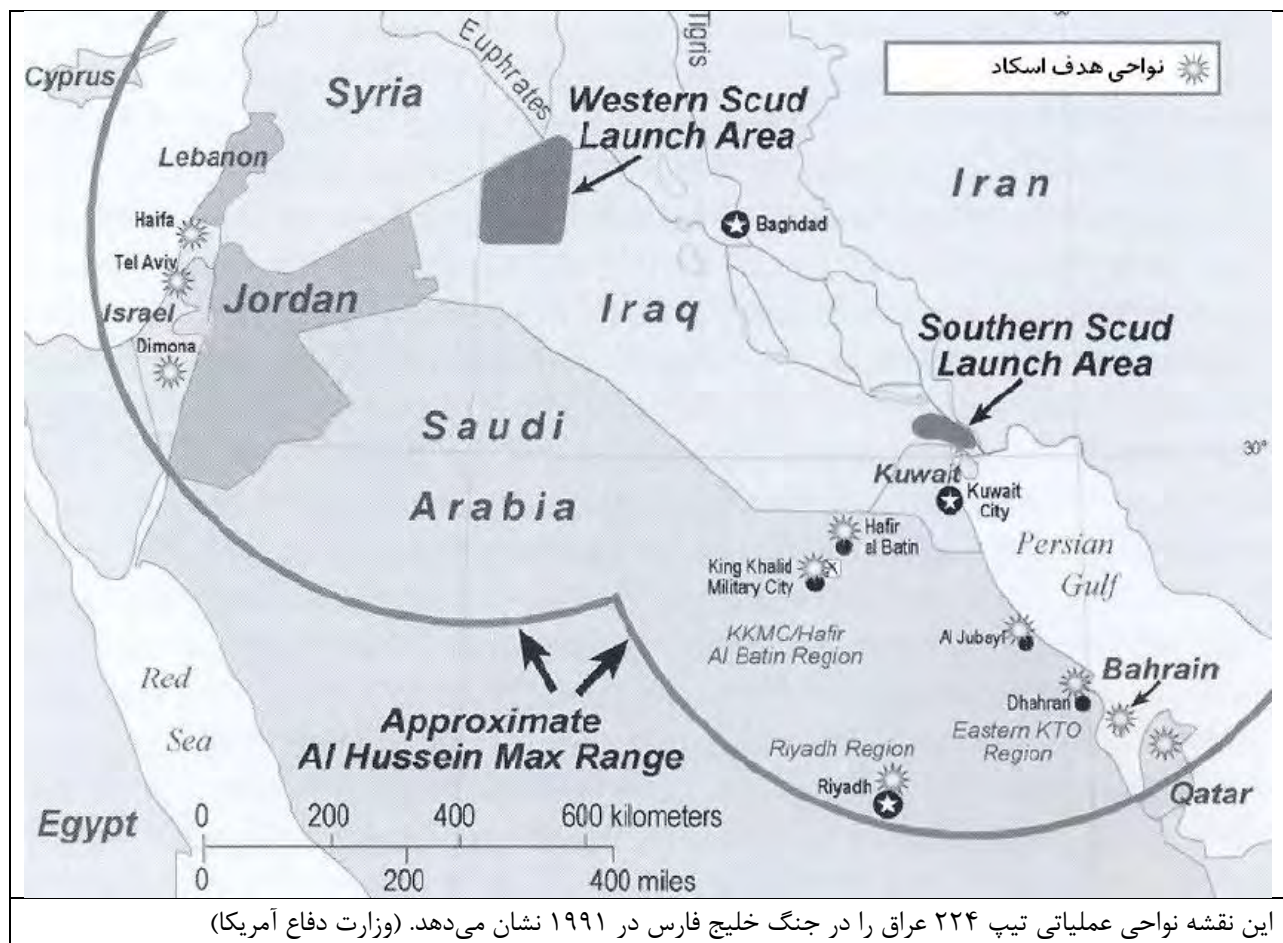 Cyprus
Syria
Euphrates
Tigris
نواحی هدف اسکاد
Western Scud
Launch Area
Lebanon
Iran
Haifa
Baghdad
Tel Aviv
Israel
Jordan
Iraq
Dimona
Southern Scud
Launch Area
Saudi
Arabia
30°
Kuwait
Kuwait
City
Hafir
al Batin
Persian
Gulf
King Khalid
Military City
KKMC/Hafir
Al Batin Region
Al Jubayl
Bahrain
Red
Sea
Dhahran
Approximate
Al Hussein Max Range
Eastern KTO
Region
Riyadh Region
Riyadh
Qatar
Egypt
0 200 400 600 kilometers
0 200 400 miles
این نقشه نواحی عملیاتی تیپ ۲۲۴ عراق را در جنگ خلیج فارس در ۱۹۹۱ نشان می‌دهد. (وزارت دفاع آمریکا)